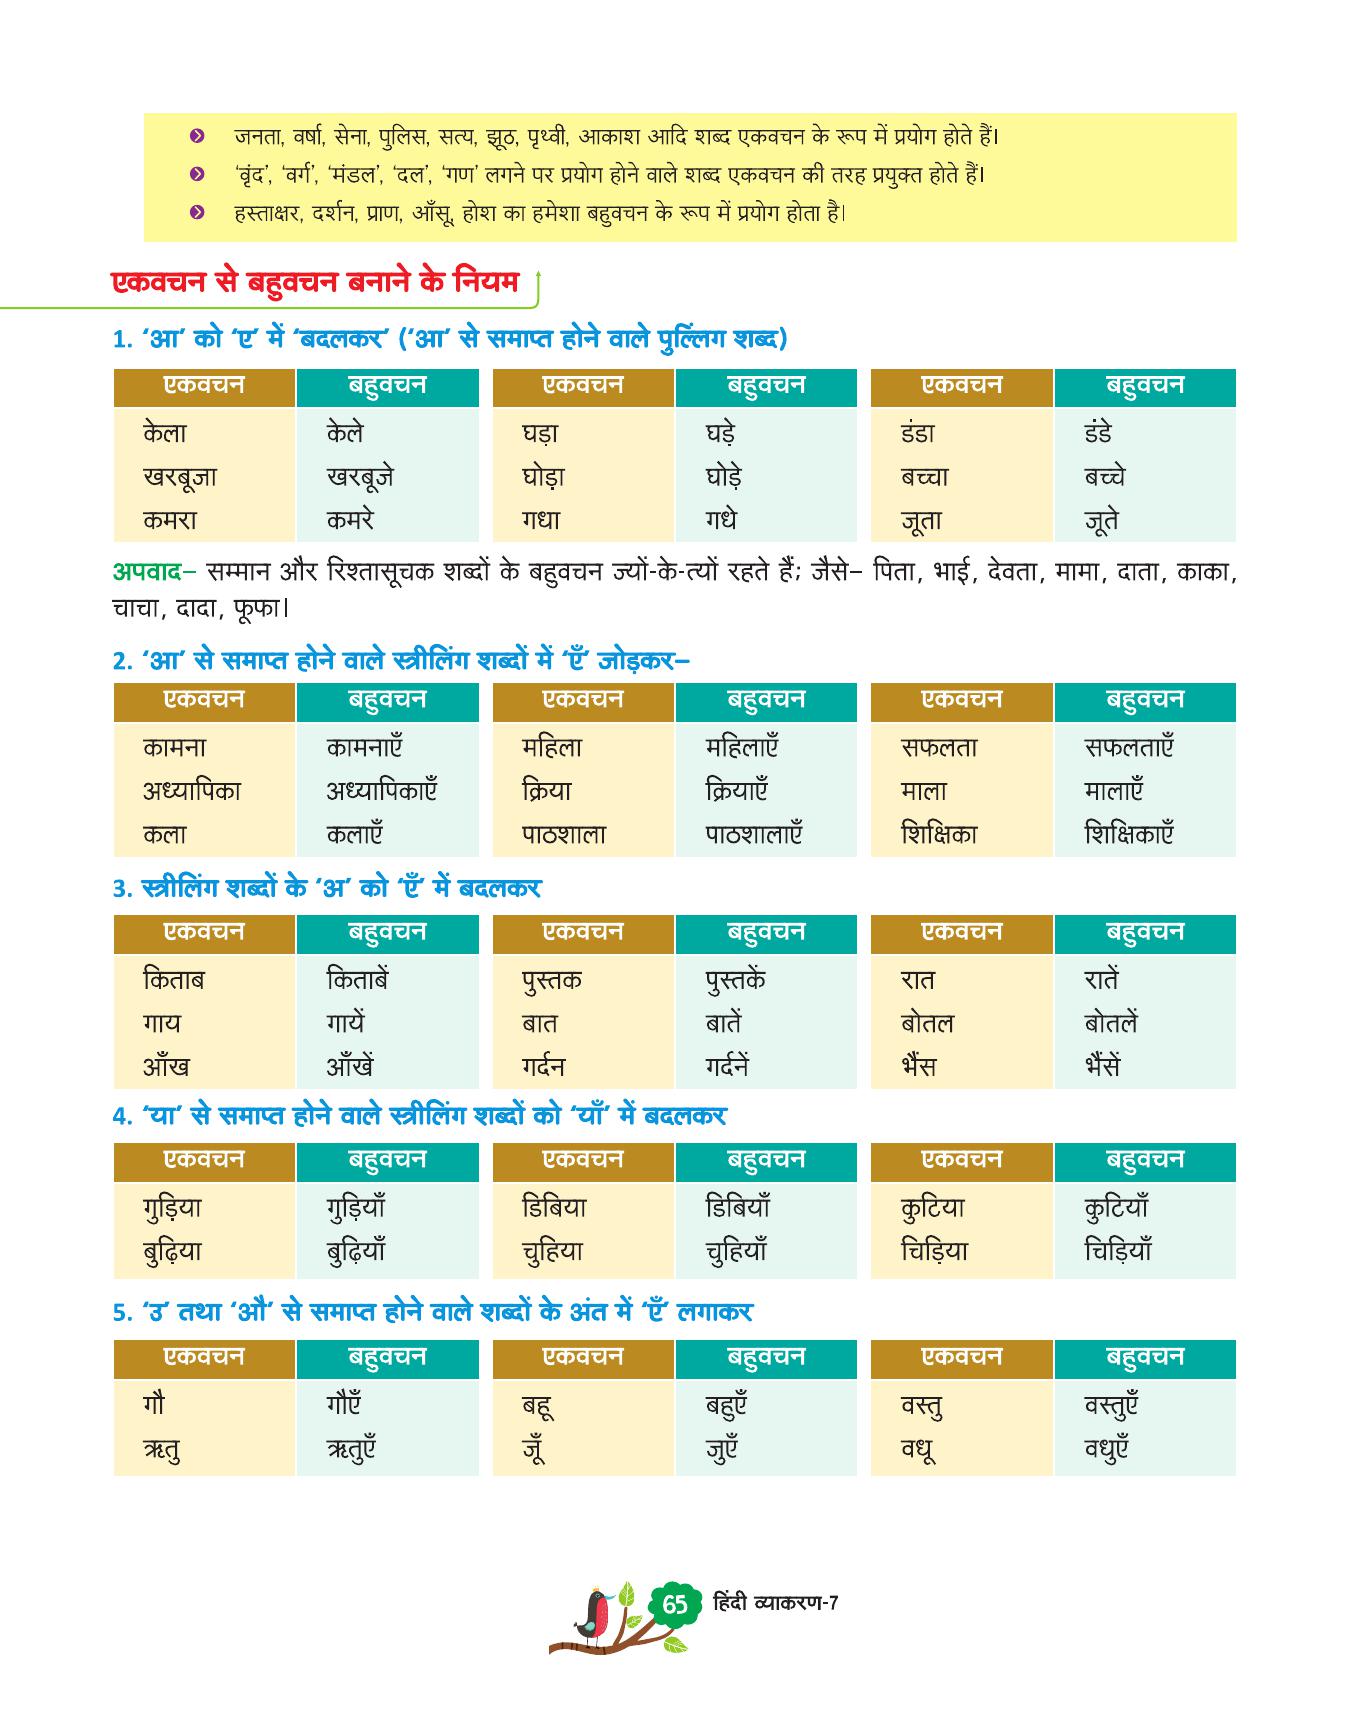 जनता, वर्षा, सेना, पुलिस, सत्य, झूठ, पृथ्वी, आकाश आदि शब्द एकवचन के रूप में प्रयोग होते हैं।
‘वृंद’, ‘वर्ग’, ‘मंडल’, ‘दल’, ‘गण’ लगने पर प्रयोग होने वाले शब्द एकवचन की तरह प्रयुक्त होते हैं।
हस्ताक्षर, दर्शन, प्राण, आँसू, होश का हमेशा बहुवचन के रूप में प्रयोग होता है।
एकवचन से बहुवचन बनाने के नियम
1. ‘आ’ को ‘ए’ में ‘बदलकर’ (‘आ’ से समाप्त होने वाले पुल्लिंग शब्द)
एकवचन बहुवचन एकवचन बहुवचन एकवचन बहुवचन
केला केले घड़ा घड़े डंडा डंडे
खरबूजा खरबूजे घोड़ा घोड़े बच्चा बच्चे
कमरा कमरे गधा गधे जूता जूते
अपवाद– सम्मान और रिश्तासूचक शब्दों के बहुवचन ज्यों-के-त्यों रहते हैं; जैसे– पिता, भाई, देवता, मामा, दाता, काका,
चाचा, दादा, फूफा।
2. ‘आ’ से समाप्त होने वाले स्त्रीलिंग शब्दों में ‘एँ’ जोड़कर–
एकवचन बहुवचन एकवचन बहुवचन एकवचन बहुवचन
कामना कामनाएँ महिला महिलाएँ सफलता सफलताएँ
अध्यापिका अध्यापिकाएँ क्रिया क्रियाएँ माला मालाएँ
कला कलाएँ पाठशाला पाठशालाएँ शिक्षिका शिक्षिकाएँ
3. स्त्रीलिंग शब्दों के ‘अ’ को ‘एँ’ में बदलकर
एकवचन बहुवचन एकवचन बहुवचन एकवचन बहुवचन
किताब किताबें पुस्तक पुस्तकें रात रातें
गाय गायें बात बातें बोतल बोतलें
आँख आँखें गर्दन गर्दनें भैंस भैंसें
4. ‘या’ से समाप्त होने वाले स्त्रीलिंग शब्दों को ‘याँ’ में बदलकर
एकवचन बहुवचन एकवचन बहुवचन एकवचन बहुवचन
गुड़िया गुड़ियाँ डिबिया डिबियाँ कुटिया कुटियाँ
बुढ़िया बुढ़ियाँ चुहिया चुहियाँ चिड़िया चिड़ियाँ
5. ‘उ’ तथा ‘औ’ से समाप्त होने वाले शब्दों के अंत में ‘एँ’ लगाकर
एकवचन बहुवचन एकवचन बहुवचन एकवचन बहुवचन
गौ गौएँ बहू बहुएँ वस्तु वस्तुएँ
ऋतु ऋतुएँ जूँ जुएँ वधू वधुएँ
65 हिंदी व्याकरण-7